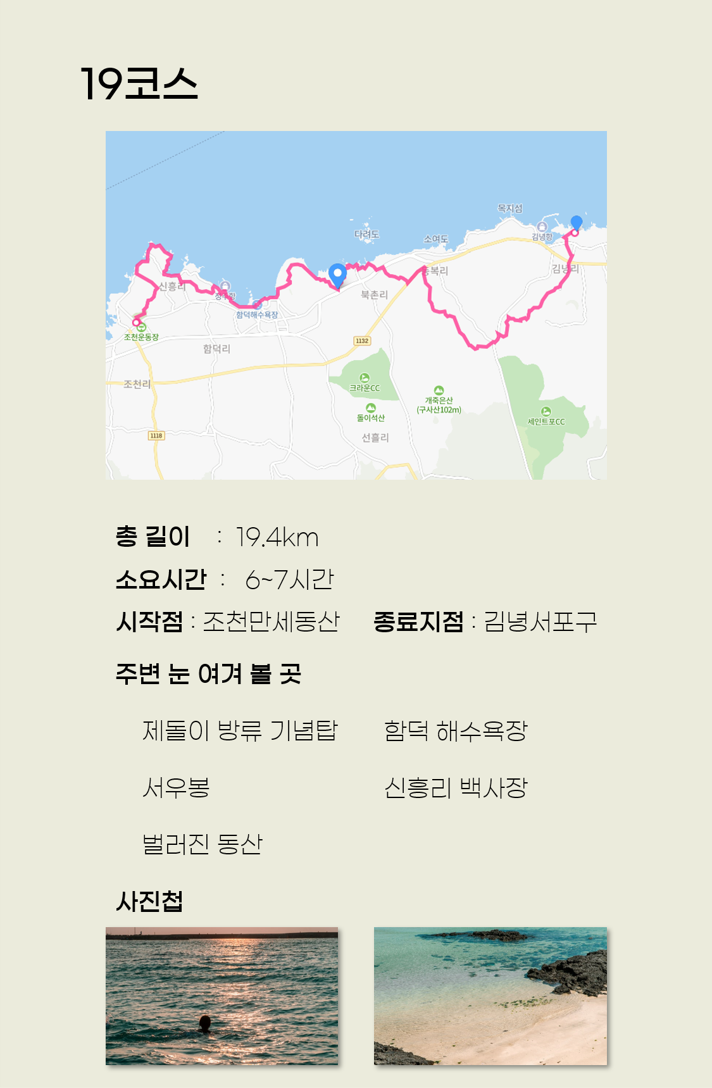 19코스
목지섬
김녕항
다려도
소여도
동복리
김녕리
신흥리
함덕해수욕장
북촌리
조천운동장
함덕리
1132
조천리
크라운CC
개죽은산
(구사산102m)
돌이석산
세인트포CC
1118
선흘리
총 길이 : 19.4km
소요시간 : 6~7시간
시작점 : 조천만세동산 종료지점 : 김녕서포구
주변 눈 여겨 볼 곳
제돌이 방류 기념탑 함덕 해수욕장
서우봉 신흥리 백사장
벌러진 동산
사진첩